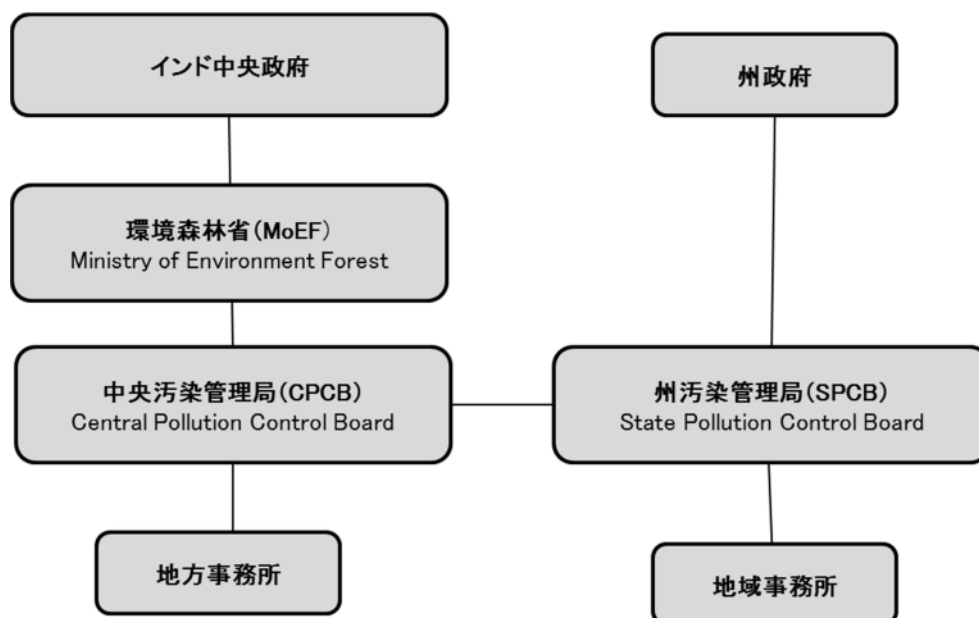 インド中央政府
州政府
環境森林省(MoEF)
Ministry of Environment Forest
中央汚染管理局(CPCB)
Central Pollution Control Board
州汚染管理局(SPCB)
State Pollution Control Board
地方事務所
地域事務所